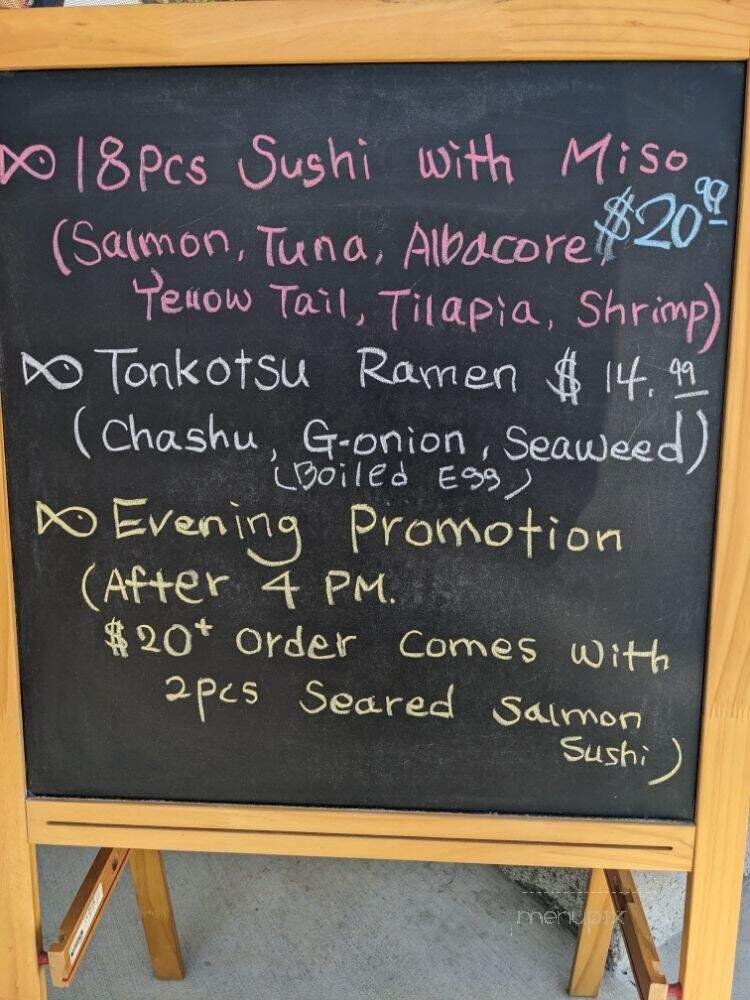 18pcs Sushi with Miso
$20.99
(Salmon, Tuna, Albacore,
Yellow Tail, Tilapia, Shrimp)
Tonkotsu Ramen $14.99
(Chashu, G-onion, Seaweed)
(Boiled Egg)
Evening Promotion
(After 4 PM.
$20+ order comes with
2pcs Seared Salmon
Sushi)
menupix